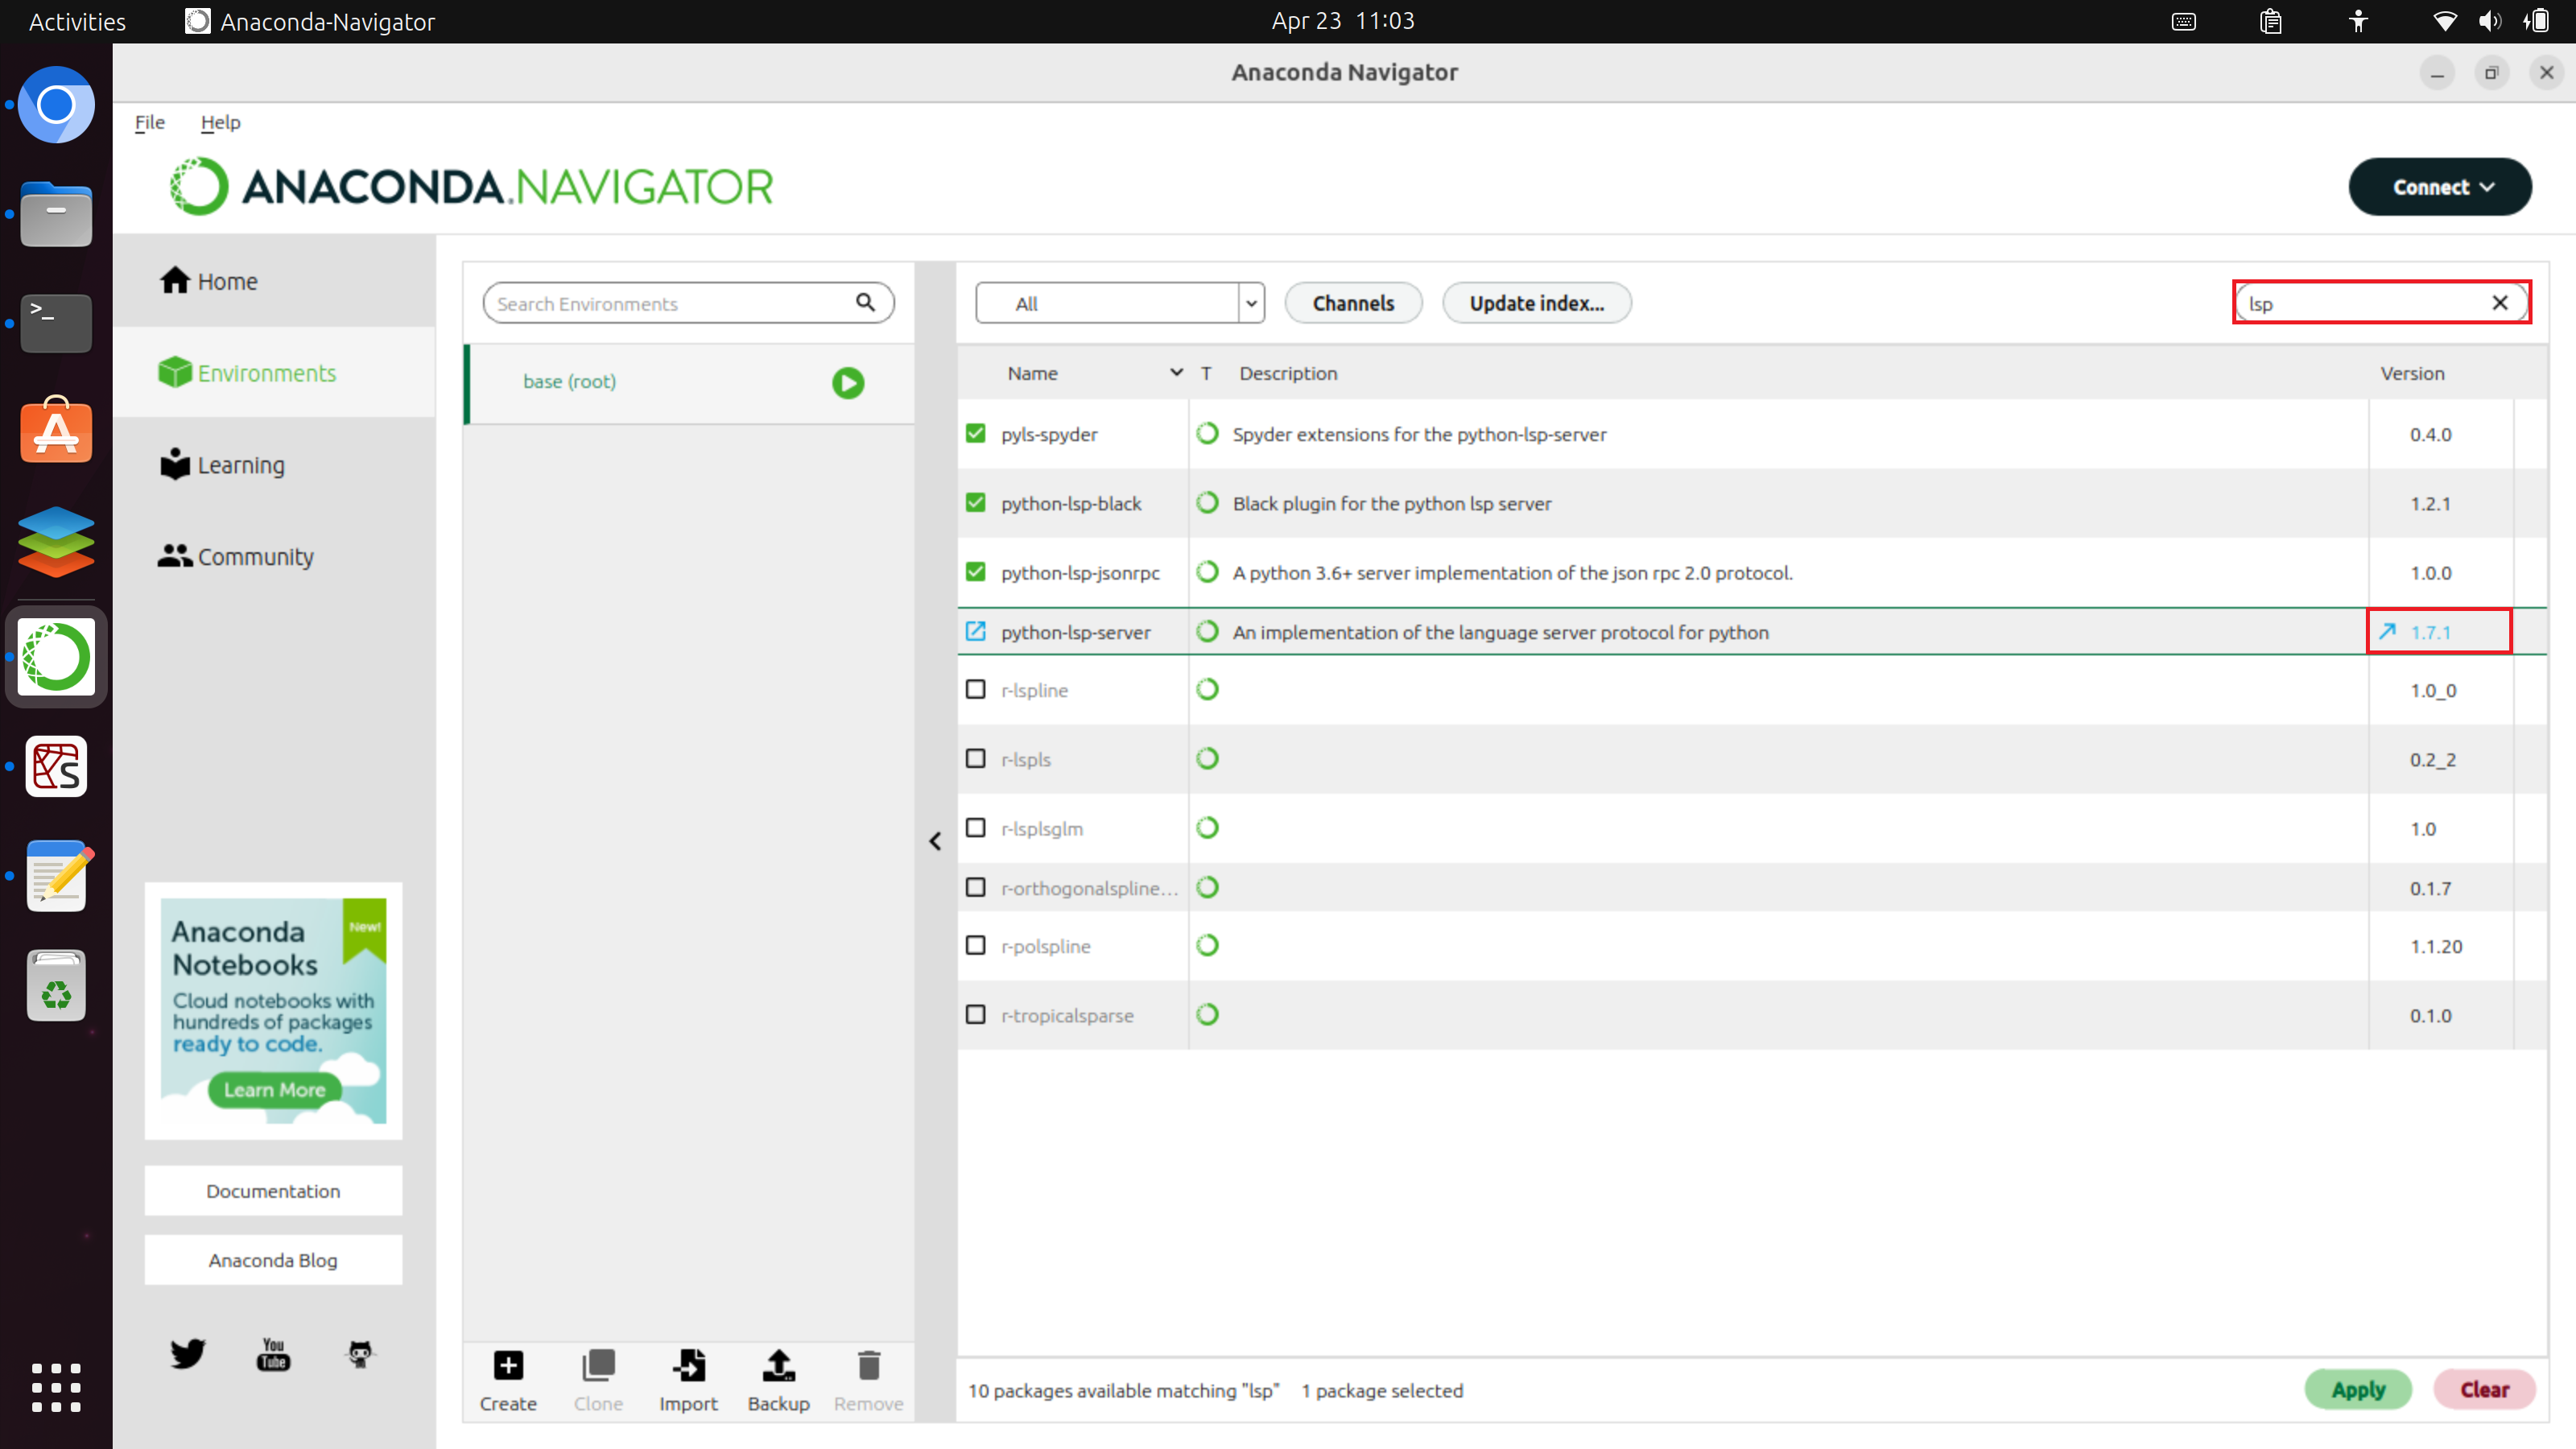 Activities
Anaconda-Navigator
Apr 23 11:03
Anaconda Navigator
File
Help
ANACONDA.NAVIGATOR
Connect
Home
Environments
Learning
Community
Anaconda
Notebooks
New!
Cloud notebooks with
hundreds of packages
ready to code.
Learn More
Documentation
Anaconda Blog
You
Tube
Search Environments
base (root)
Create
Clone
Import
Backup
Remove
All
Channels
Update index...
lsp
Name
T
Description
Version
pyls-spyder
Spyder extensions for the python-lsp-server
0.4.0
python-lsp-black
Black plugin for the python lsp server
1.2.1
python-lsp-jsonrpc
A python 3.6+ server implementation of the json rpc 2.0 protocol.
1.0.0
python-lsp-server
An implementation of the language server protocol for python
1.7.1
r-lspline
1.0_0
r-lspls
0.2_2
r-lsplsglm
1.0
r-orthogonalspline...
0.1.7
r-polspline
1.1.20
r-tropicalsparse
0.1.0
10 packages available matching "lsp"
1 package selected
Apply
Clear